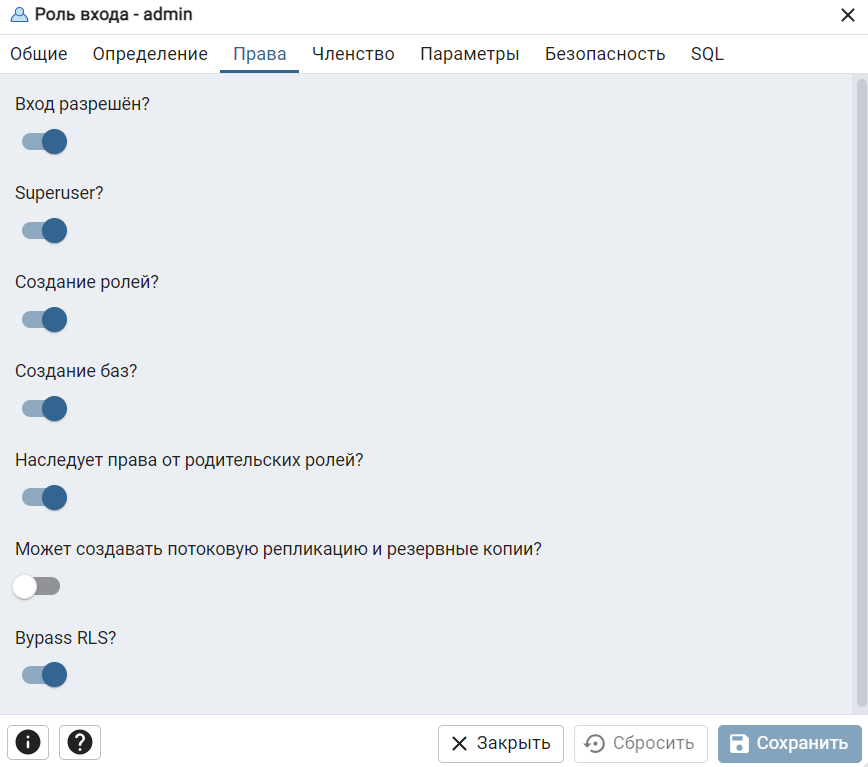 Роль входа - admin
Общие Определение Права Членство Параметры Безопасность SQL
Вход разрешён?
Superuser?
Создание ролей?
Создание баз?
Наследует права от родительских ролей?
Может создавать потоковую репликацию и резервные копии?
Bypass RLS?
Закрыть Сбросить Сохранить